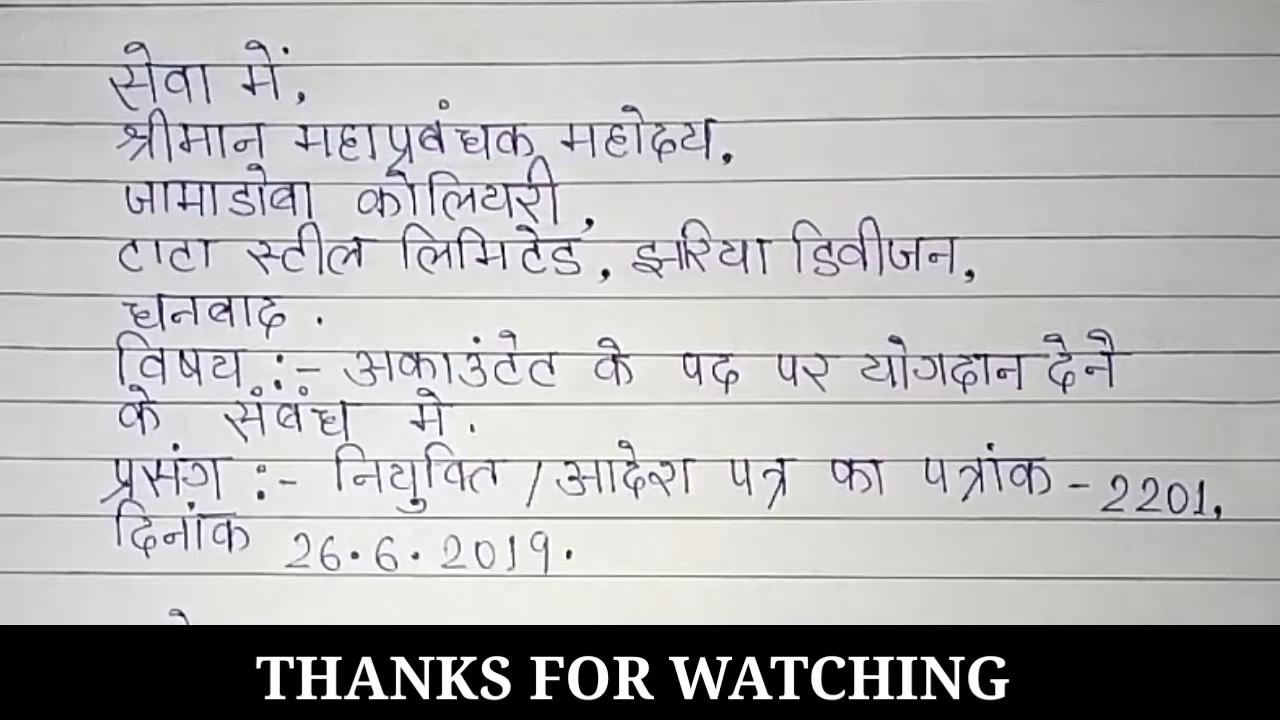 सेवा में,
श्रीमान महाप्रबंधक महोदय,
जामाडोबा कोलियरी,
टाटा स्टील लिमिटेड, झरिया डिवीजन,
धनबाद.
विषय :- अकाउंटेट के पद पर योगदान देने
के संबंध मे.
प्रसंग :- नियुक्ति / आदेश पत्र का पत्रांक - 2201,
दिनांक 26.6.2019.
THANKS FOR WATCHING